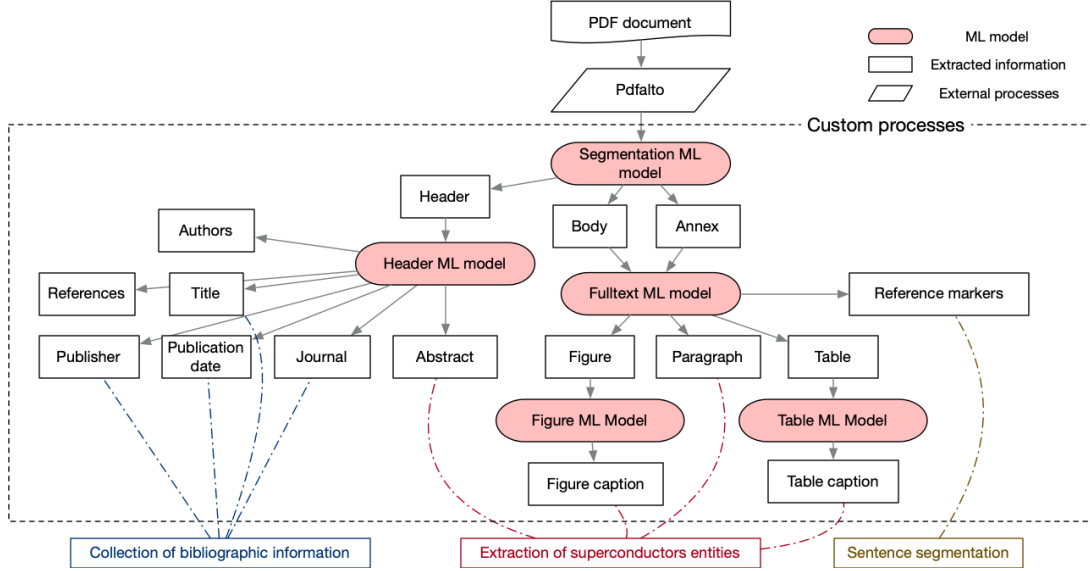 PDF document
ML model
Extracted information
Pdfalto
External processes
Custom processes
Segmentation ML
model
Header
Body
Annex
Authors
Header ML model
References
Title
Fulltext ML model
Reference markers
Publisher
Publication
date
Journal
Abstract
Figure
Paragraph
Table
Figure ML Model
Table ML Model
Figure caption
Table caption
Collection of bibliographic information
Extraction of superconductors entities
Sentence segmentation